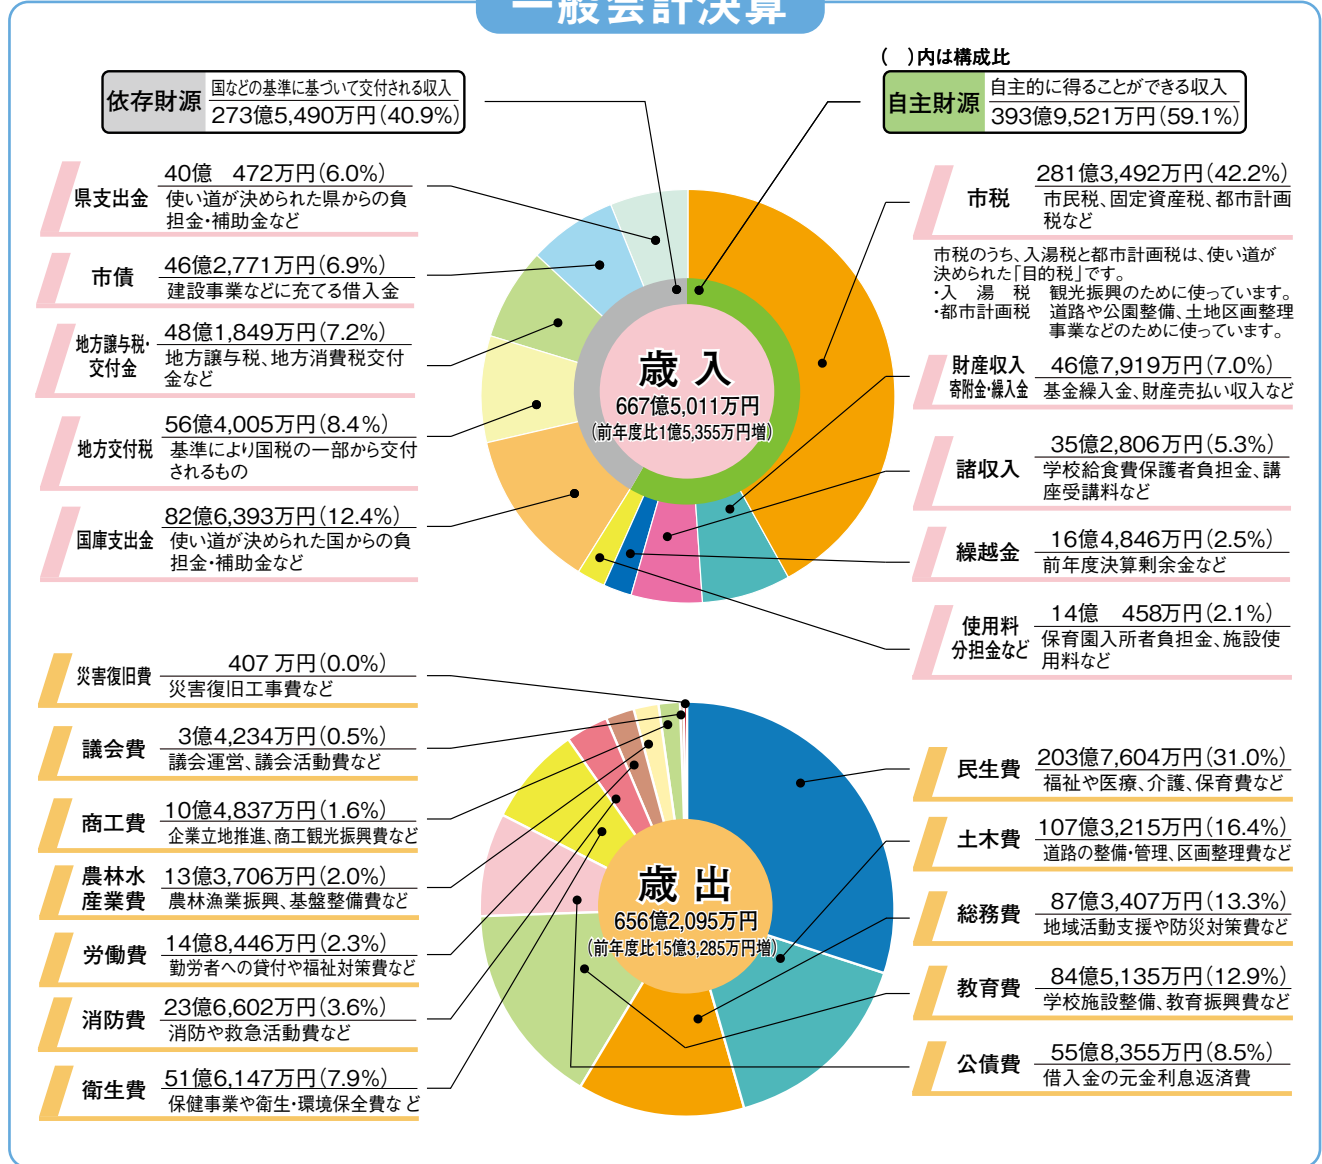 一般会計決算
(　)内は構成比
依存財源
国などの基準に基づいて交付される収入
273億5,490万円(40.9%)
自主財源
自主的に得ることができる収入
393億9,521万円(59.1%)
県支出金
40億　472万円(6.0%)
使い道が決められた県からの負
担金・補助金など
市債
46億2,771万円(6.9%)
建設事業などに充てる借入金
地方譲与税・
交付金
48億1,849万円(7.2%)
地方譲与税、地方消費税交付
金など
地方交付税
56億4,005万円(8.4%)
基準により国税の一部から交付
されるもの
国庫支出金
82億6,393万円(12.4%)
使い道が決められた国からの負
担金・補助金など
歳入
667億5,011万円
(前年度比1億5,355万円増)
市税
281億3,492万円(42.2%)
市民税、固定資産税、都市計画
税など
市税のうち、入湯税と都市計画税は、使い道が
決められた「目的税」です。
・入　湯　税　観光振興のために使っています。
・都市計画税　道路や公園整備、土地区画整理
事業などのために使っています。
財産収入
寄附金・繰入金
46億7,919万円(7.0%)
基金繰入金、財産売払い収入など
諸収入
35億2,806万円(5.3%)
学校給食費保護者負担金、講
座受講料など
繰越金
16億4,846万円(2.5%)
前年度決算剰余金など
使用料
分担金など
14億　458万円(2.1%)
保育園入所者負担金、施設使
用料など
災害復旧費
407 万円(0.0%)
災害復旧工事費など
議会費
3億4,234万円(0.5%)
議会運営、議会活動費など
商工費
10億4,837万円(1.6%)
企業立地推進、商工観光振興費など
農林水
産業費
13億3,706万円(2.0%)
農林漁業振興、基盤整備費など
労働費
14億8,446万円(2.3%)
勤労者への貸付や福祉対策費など
消防費
23億6,602万円(3.6%)
消防や救急活動費など
衛生費
51億6,147万円(7.9%)
保健事業や衛生・環境保全費など
歳出
656億2,095万円
(前年度比15億3,285万円増)
民生費
203億7,604万円(31.0%)
福祉や医療、介護、保育費など
土木費
107億3,215万円(16.4%)
道路の整備・管理、区画整理費など
総務費
87億3,407万円(13.3%)
地域活動支援や防災対策費など
教育費
84億5,135万円(12.9%)
学校施設整備、教育振興費など
公債費
55億8,355万円(8.5%)
借入金の元金利息返済費